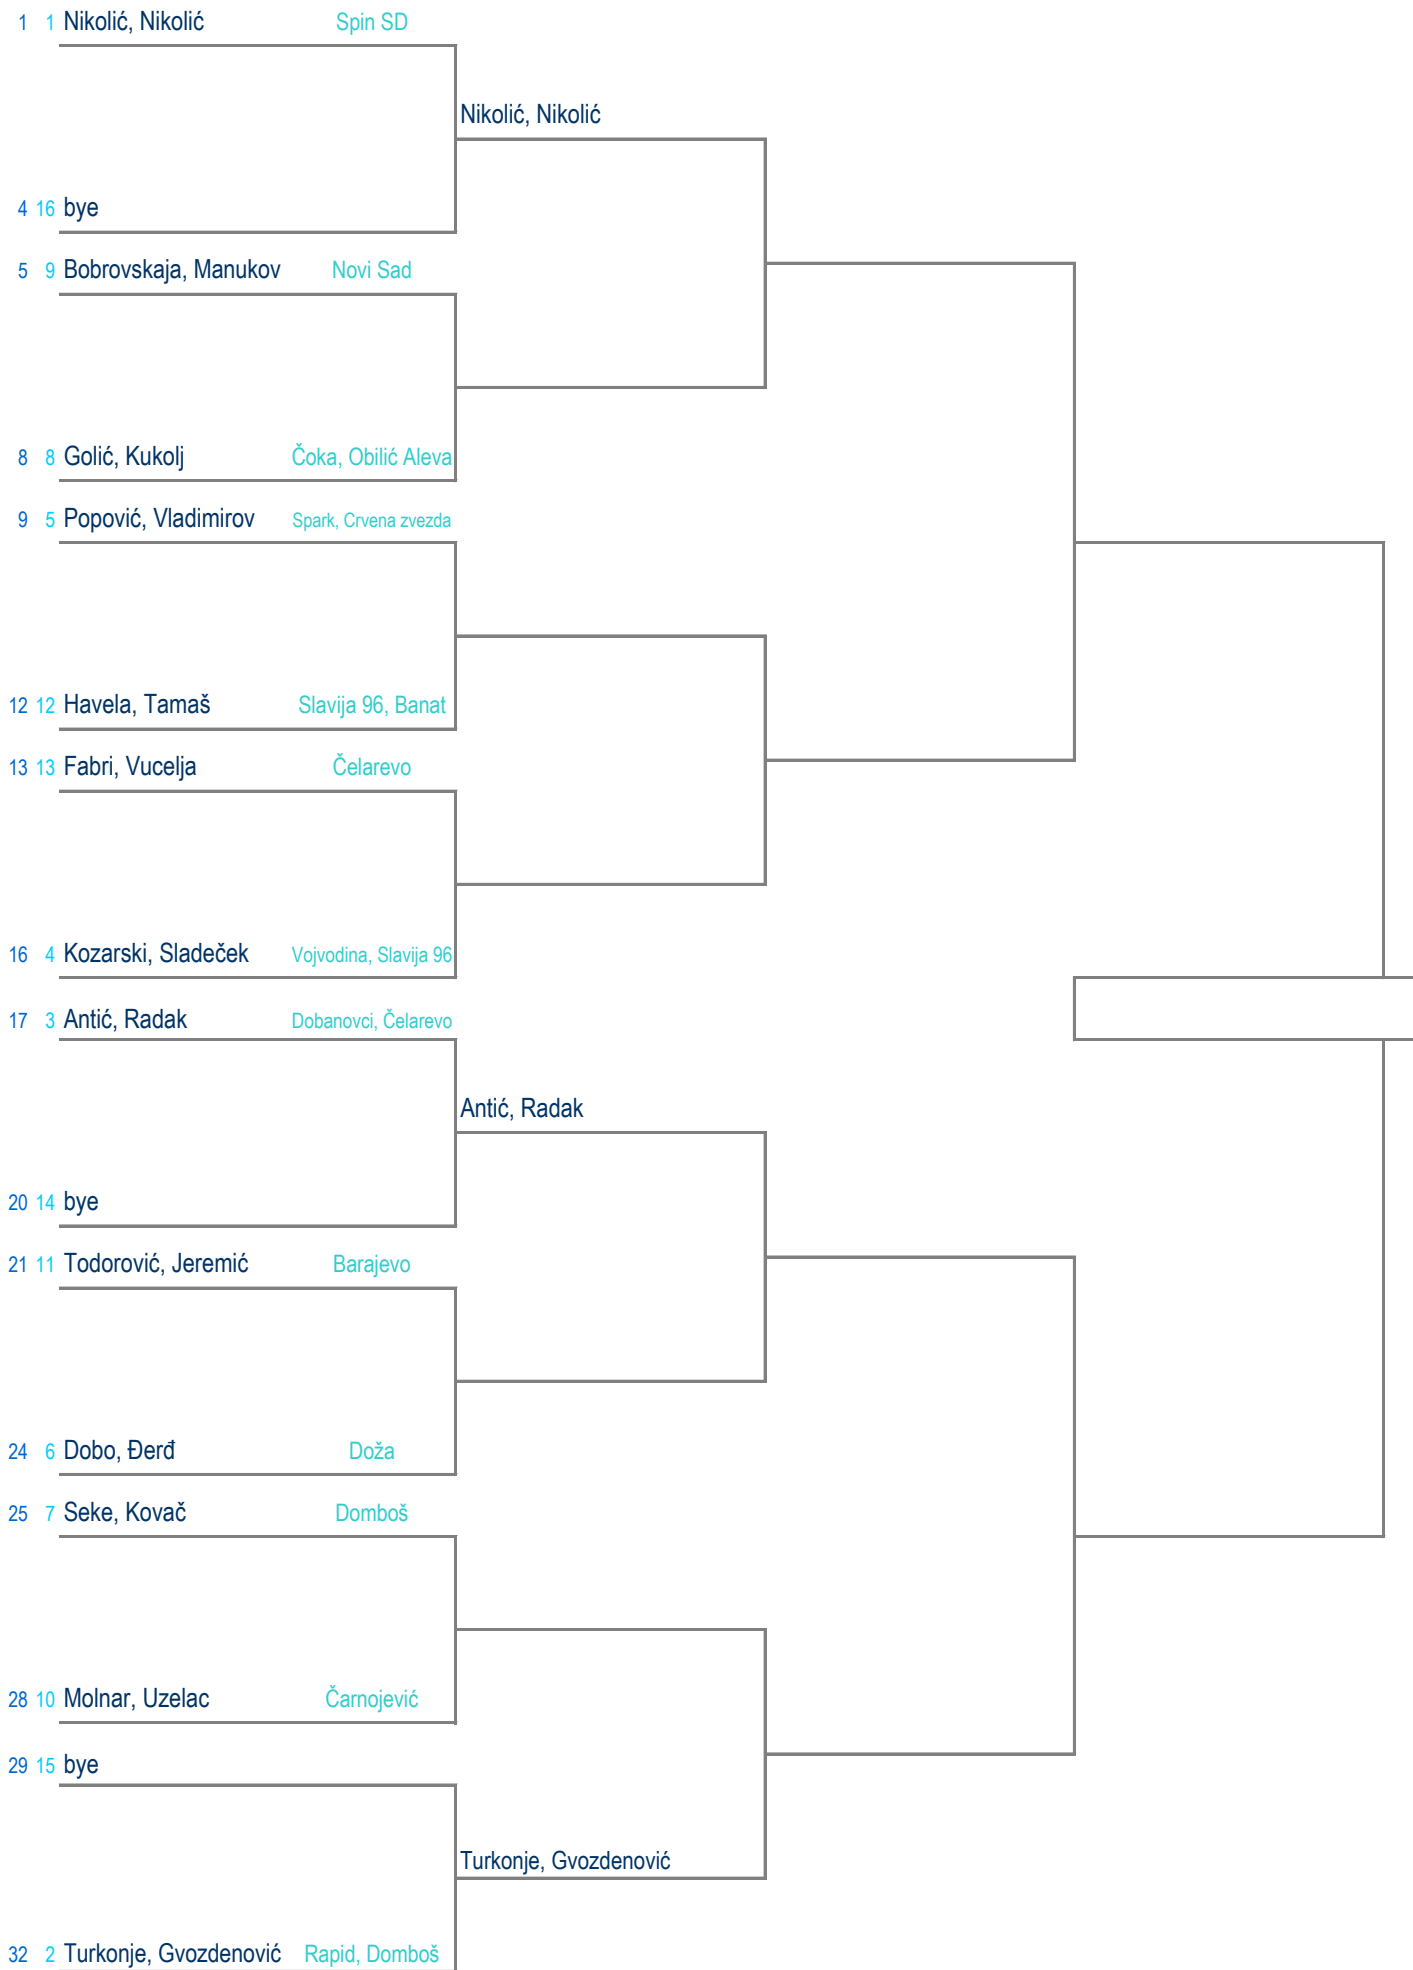 1 1 Nikolić, Nikolić Spin SD
Nikolić, Nikolić
4 16 bye
5 9 Bobrovskaja, Manukov Novi Sad
8 8 Golić, Kukolj Čoka, Obilić Aleva
9 5 Popović, Vladimirov Spark, Crvena zvezda
12 12 Havela, Tamaš Slavija 96, Banat
13 13 Fabri, Vucelja Čelarevo
16 4 Kozarski, Sladeček Vojvodina, Slavija 96
17 3 Antić, Radak Dobanovci, Čelarevo
Antić, Radak
20 14 bye
21 11 Todorović, Jeremić Barajevo
24 6 Dobo, Đerđ Doža
25 7 Seke, Kovač Domboš
28 10 Molnar, Uzelac Čarnojević
29 15 bye
Turkonje, Gvozdenović
32 2 Turkonje, Gvozdenović Rapid, Domboš